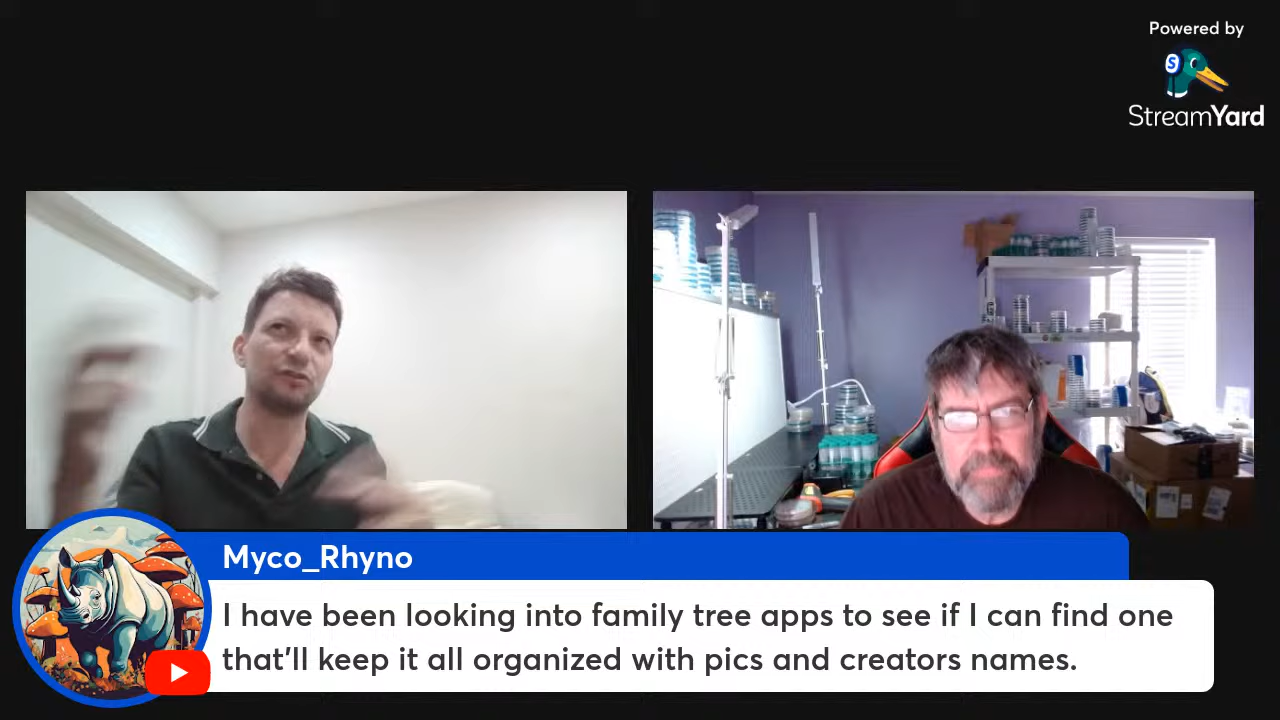 Powered by
S
StreamYard
Myco_Rhyno
I have been looking into family tree apps to see if I can find one
that'll keep it all organized with pics and creators names.